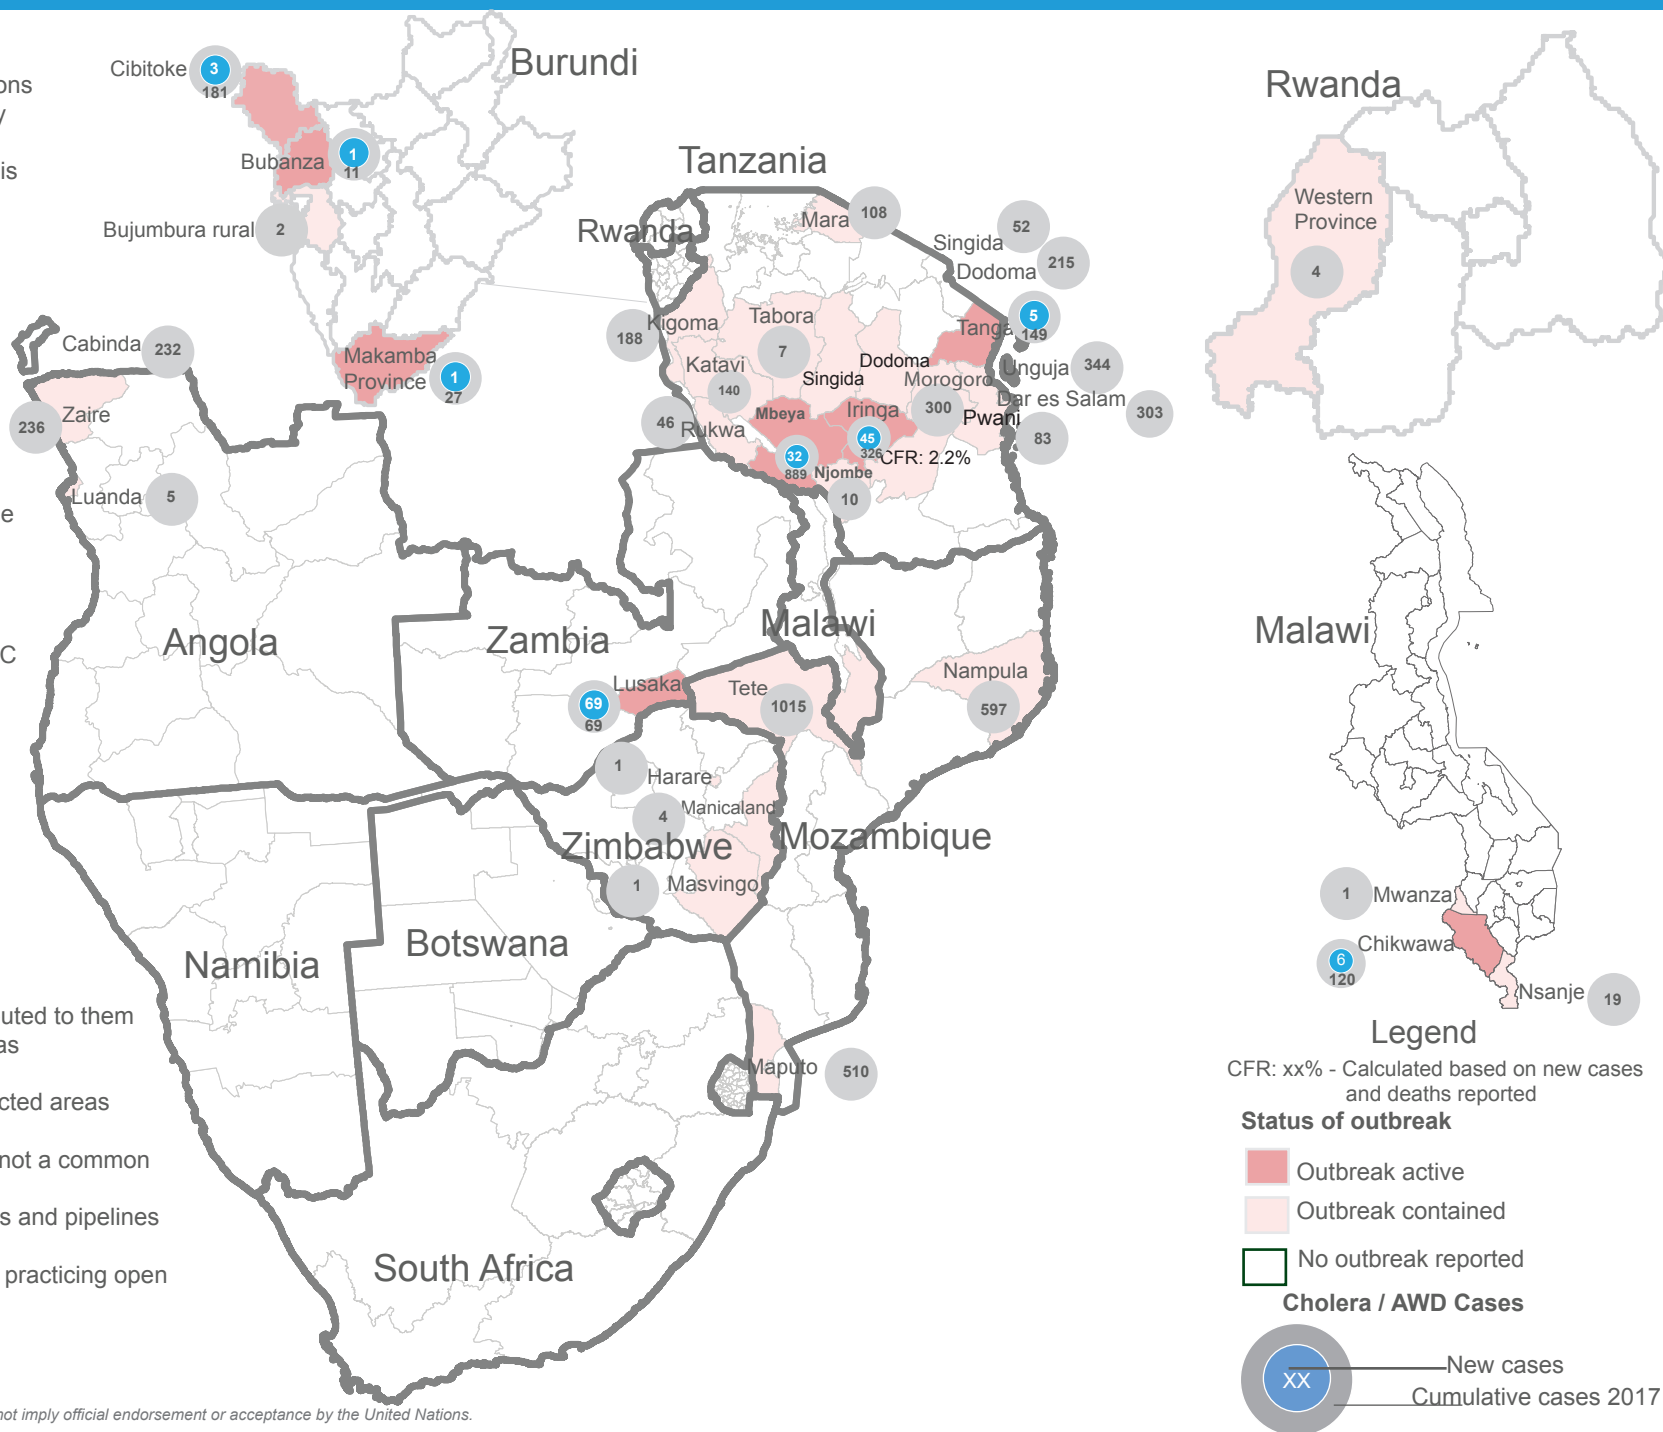 ons
y
is
e
C
uted to them
as
cted areas
not a common
s and pipelines
practicing open
not imply official endorsement or acceptance by the United Nations.
Burundi
Cibitoke
3
181
Bubanza
1
11
Bujumbura rural
2
Makamba
Province
1
27
Tanzania
Rwanda
Mara
108
Singida
52
Dodoma
215
Kigoma
188
Tabora
7
Tanga
5
149
Katavi
140
Dodoma
Singida
Morogoro
300
Unguja
344
Dar es Salam
303
Pwani
83
Rukwa
46
Mbeya
32
889
Iringa
45
326
CFR: 2.2%
Njombe
10
Cabinda
232
Zaire
236
Luanda
5
Angola
Zambia
Lusaka
69
69
Malawi
Tete
1015
Nampula
597
Harare
1
Manicaland
4
Zimbabwe
Masvingo
1
Mozambique
Namibia
Botswana
Maputo
510
South Africa
Rwanda
Western
Province
4
Malawi
Mwanza
1
Chikwawa
6
120
Nsanje
19
Legend
CFR: xx% - Calculated based on new cases
and deaths reported
Status of outbreak
Outbreak active
Outbreak contained
No outbreak reported
Cholera / AWD Cases
XX
New cases
Cumulative cases 2017